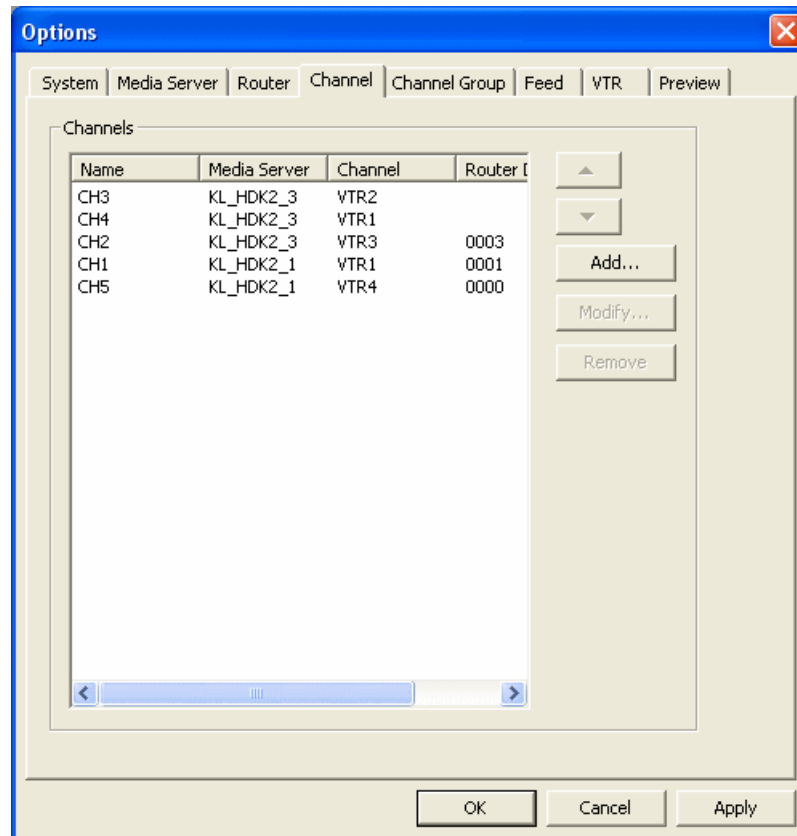 Options
System Media Server Router Channel Channel Group Feed VTR Preview
Channels
Name Media Server Channel Router D
CH3 KL_HDK2_3 VTR2
CH4 KL_HDK2_3 VTR1
CH2 KL_HDK2_3 VTR3 0003
CH1 KL_HDK2_1 VTR1 0001
CH5 KL_HDK2_1 VTR4 0000
Add...
Modify...
Remove
OK Cancel Apply